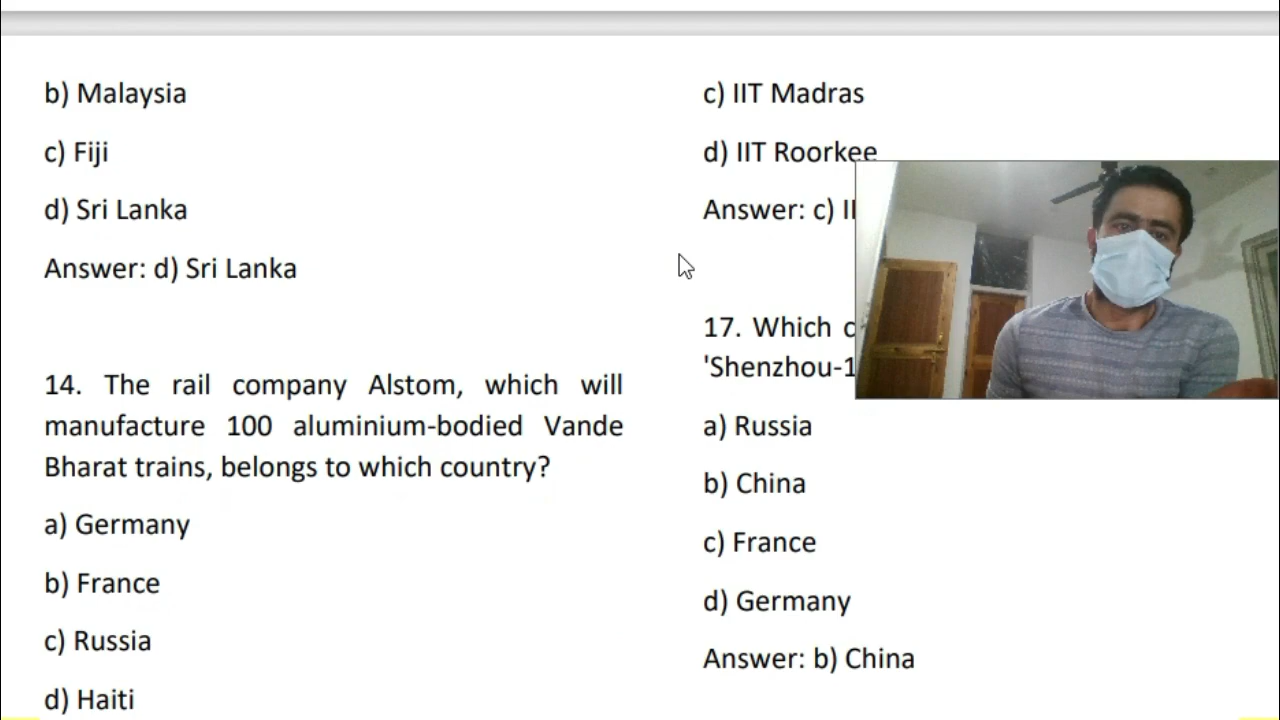 b) Malaysia
c) Fiji
d) Sri Lanka
Answer: d) Sri Lanka
14. The rail company Alstom, which will
manufacture 100 aluminium-bodied Vande
Bharat trains, belongs to which country?
a) Germany
b) France
c) Russia
d) Haiti
c) IIT Madras
d) IIT Roorkee
Answer: c)
17. Which
'Shenzhou-1
a) Russia
b) China
c) France
d) Germany
Answer: b) China